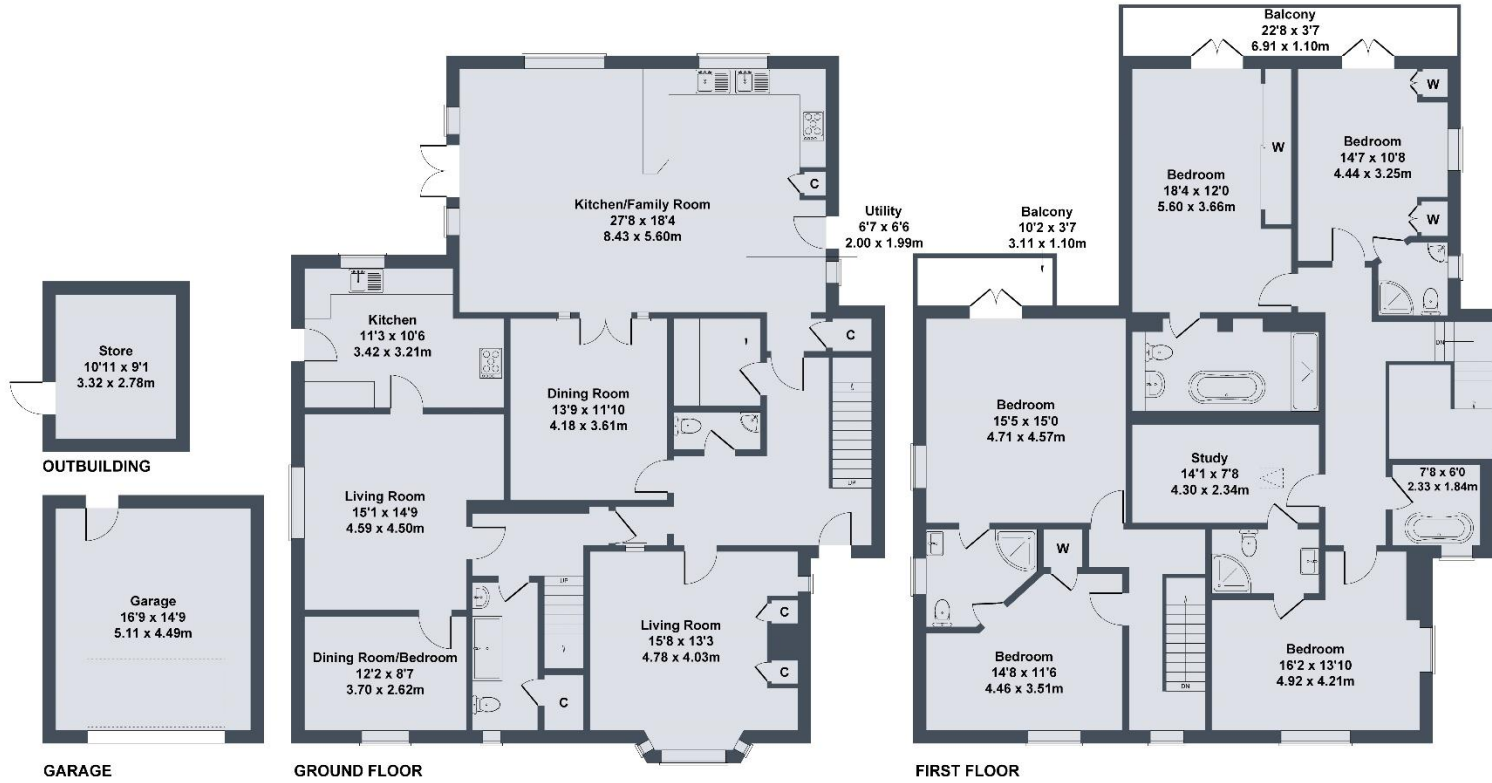 Store
10'11 x 9'1
3.32 x 2.78m
OUTBUILDING
Garage
16'9 x 14'9
5.11 x 4.49m
GARAGE
Kitchen/Family Room
27'8 x 18'4
8.43 x 5.60m
C
Utility
6'7 x 6'6
2.00 x 1.99m
Kitchen
11'3 x 10'6
3.42 x 3.21m
C
Dining Room
13'9 x 11'10
4.18 x 3.61m
UP
Living Room
15'1 x 14'9
4.59 x 4.50m
UP
Living Room
15'8 x 13'3
4.78 x 4.03m
C
C
Dining Room/Bedroom
12'2 x 8'7
3.70 x 2.62m
C
GROUND FLOOR
Balcony
22'8 x 3'7
6.91 x 1.10m
W
Bedroom
14'7 x 10'8
4.44 x 3.25m
W
Bedroom
18'4 x 12'0
5.60 x 3.66m
W
Balcony
10'2 x 3'7
3.11 x 1.10m
DN
Bedroom
15'5 x 15'0
4.71 x 4.57m
Study
14'1 x 7'8
4.30 x 2.34m
7'8 x 6'0
2.33 x 1.84m
W
Bedroom
14'8 x 11'6
4.46 x 3.51m
DN
Bedroom
16'2 x 13'10
4.92 x 4.21m
FIRST FLOOR